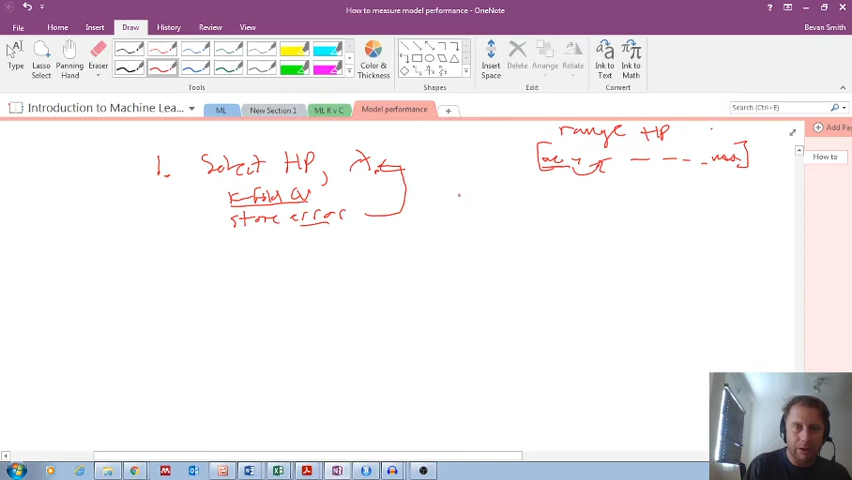 How to measure model performance - OneNote
File Home Insert Draw History Review View Bevan Smith
Type Lasso Select Panning Hand Eraser Color & Thickness Insert Space Delete Arrange Rotate Ink to Text Ink to Math
Tools Shapes Edit Convert
Introduction to Machine Lea... ML New Section 1 ML R v C Model performance Search (Ctrl+E)
Add Pag
How to
range HP
1. Select HP, λ
k-fold CV
store error